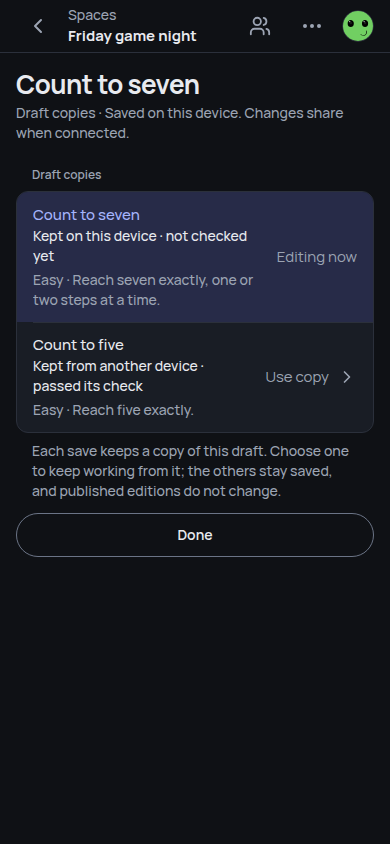 Spaces
Friday game night
Count to seven
Draft copies · Saved on this device. Changes share
when connected.
Draft copies
Count to seven
Kept on this device · not checked
yet
Editing now
Easy · Reach seven exactly, one or
two steps at a time.
Count to five
Kept from another device ·
passed its check
Use copy
Easy · Reach five exactly.
Each save keeps a copy of this draft. Choose one
to keep working from it; the others stay saved,
and published editions do not change.
Done